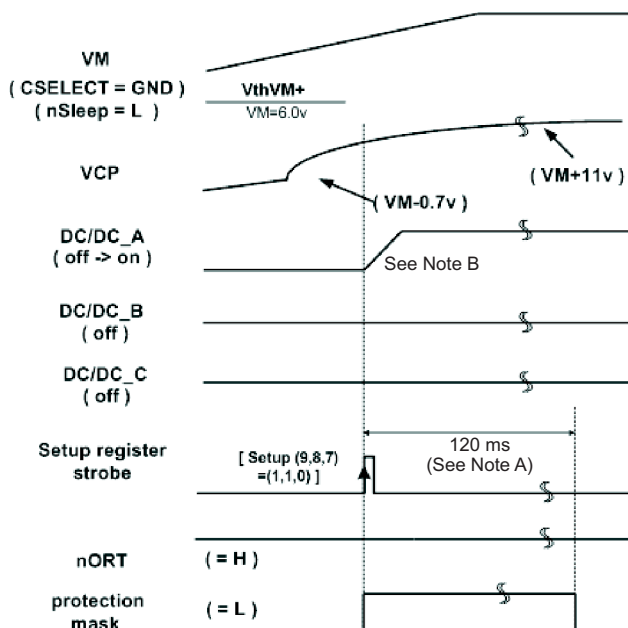 VM
( CSELECT = GND )
( nSleep = L )
VthVM+
VM=6.0v
VCP
( VM-0.7v )
( VM+11v )
DC/DC_A
( off -> on )
See Note B
DC/DC_B
( off )
DC/DC_C
( off )
Setup register
strobe
[ Setup (9,8,7)
=(1,1,0) ]
120 ms
(See Note A)
nORT
( = H )
protection
mask
( = L )